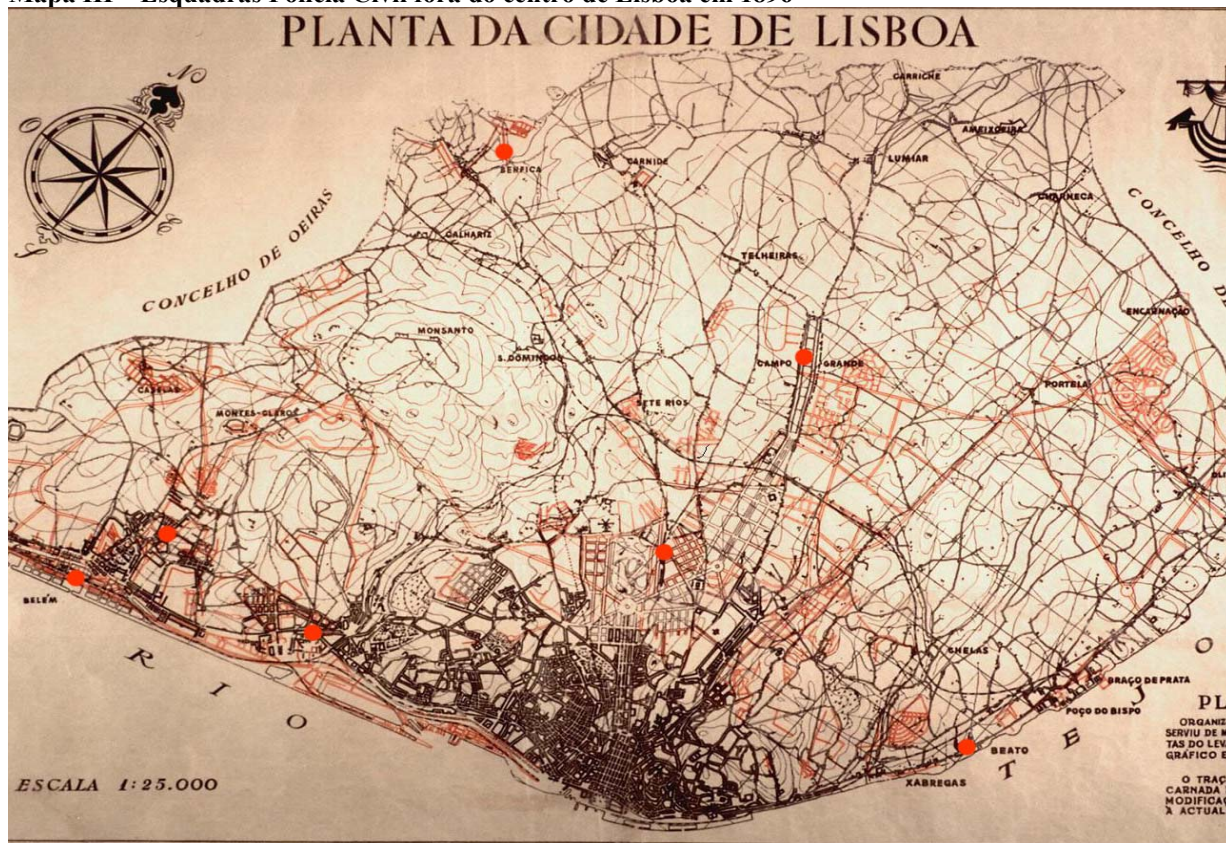 Mapa III – Esquadras Polícia Civil fora do centro de Lisboa em 1896
PLANTA DA CIDADE DE LISBOA
NO
O
CARRICHE
AMEIXOEIRA
LUMIAR
CARNIDE
BENFICA
CHARNECA
CONCELHO DE OEIRAS
CONCELHO D
CALHARIZ
TELHEIRAS
ENCARNAÇÃO
MONSANTO
S. DOMINGOS
CAMPO GRANDE
PORTELA
CASELAS
SETE RIOS
MONTES-CLAROS
BELÉM
CHELAS
BRAÇO DE PRATA
POÇO DO BISPO
BEATO
XABREGAS
RIO
TEJO
ESCALA 1:25.000
PL
ORGANIZ
SERVIU DE
TAS DO LEV
GRÁFICO E
O TRAÇ
CARNADA
MODIFICA
À ACTUAL